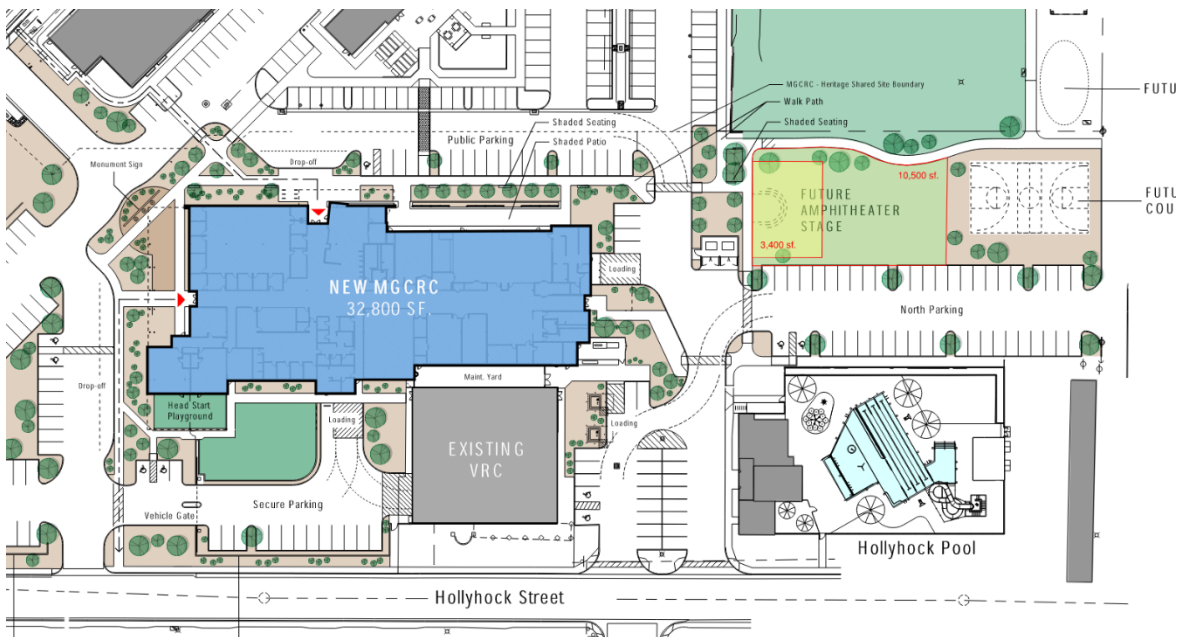 MGCRC - Heritage Shared Site Boundary
FUTU
Walk Path
Shaded Seating
Shaded Seating
Public Parking
Shaded Patio
Monument Sign
Drop-off
10,500 sf.
FUTURE
AMPHITHEATER
STAGE
3,400 sf.
FUTU
COU
Loading
NEW MGCRC
32,800 SF.
North Parking
Drop-off
Maint. Yard
Head Start
Playground
Loading
Loading
EXISTING
VRC
Secure Parking
Vehicle Gate
Hollyhock Pool
Hollyhock Street